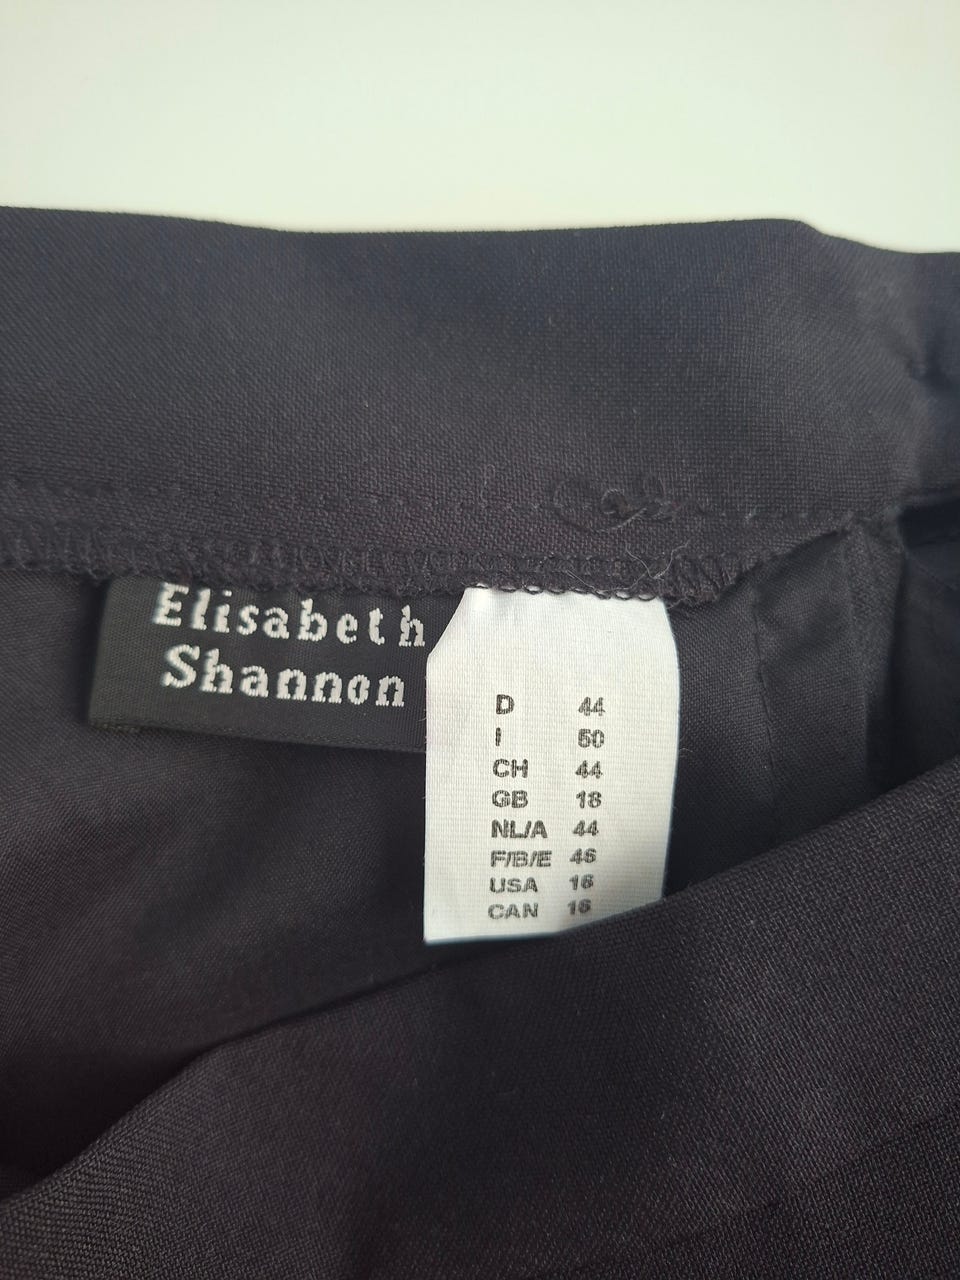 Elisabeth
Shannon
D 44
I 50
CH 44
GB 18
NL/A 44
F/B/E 46
USA 16
CAN 16